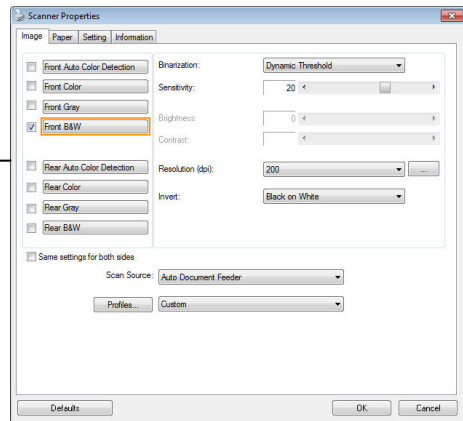 Scanner Properties
Image Paper Setting Information
Front Auto Color Detection
Front Color
Front Gray
Front B&W
Rear Auto Color Detection
Rear Color
Rear Gray
Rear B&W
Binarization: Dynamic Threshold
Sensitivity: 20
Brightness: 0
Contrast:
Resolution (dpi): 200 ...
Invert: Black on White
Same settings for both sides
Scan Source: Auto Document Feeder
Profiles... Custom
Defaults OK Cancel